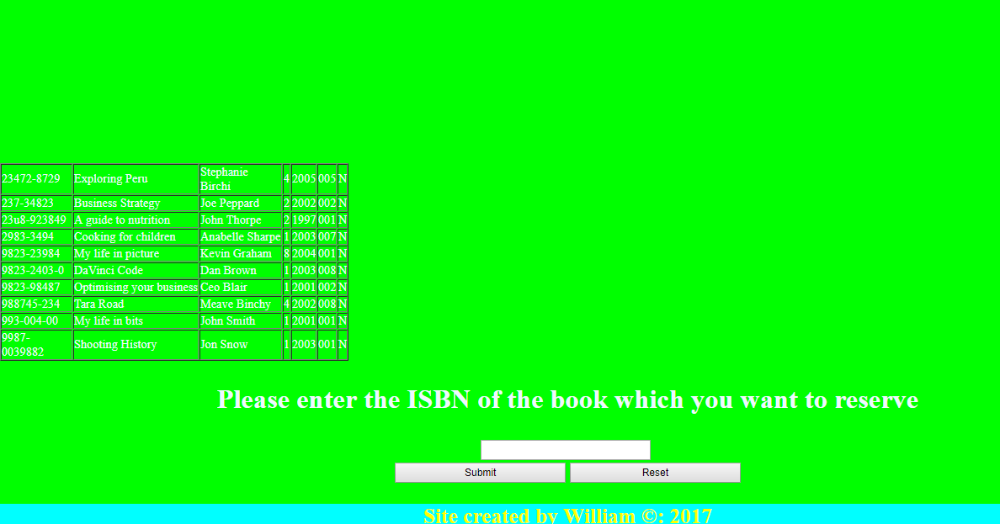 23472-8729 Exploring Peru Stephanie Birchi 4 2005 005 N
237-34823 Business Strategy Joe Peppard 2 2002 002 N
23u8-923849 A guide to nutrition John Thorpe 2 1997 001 N
2983-3494 Cooking for children Anabelle Sharpe 1 2003 007 N
9823-23984 My life in picture Kevin Graham 8 2004 001 N
9823-2403-0 DaVinci Code Dan Brown 1 2003 008 N
9823-98487 Optimising your business Ceo Blair 1 2001 002 N
988745-234 Tara Road Meave Binchy 4 2002 008 N
993-004-00 My life in bits John Smith 1 2001 001 N
9987-0039882 Shooting History Jon Snow 1 2003 001 N
Please enter the ISBN of the book which you want to reserve
Submit Reset
Site created by William ©: 2017